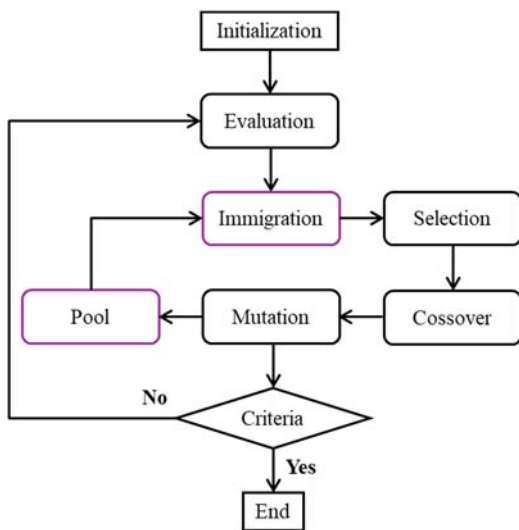 Initialization
Evaluation
Immigration
Selection
Pool
Mutation
Cossover
No
Criteria
Yes
End